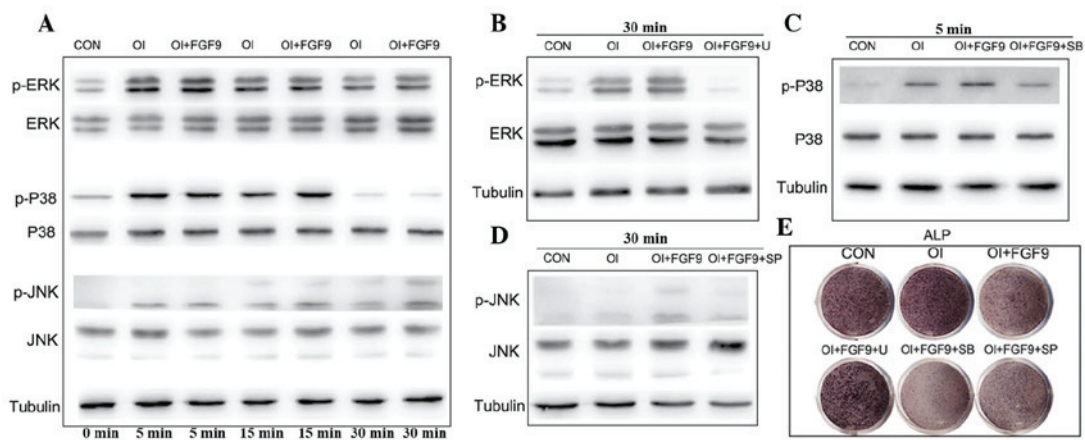 A
CON OI OI+FGF9 OI OI+FGF9 OI OI+FGF9
p-ERK
ERK
p-P38
P38
p-JNK
JNK
Tubulin
0 min 5 min 5 min 15 min 15 min 30 min 30 min
B
30 min
CON OI OI+FGF9 OI+FGF9+U
p-ERK
ERK
Tubulin
C
5 min
CON OI OI+FGF9 OI+FGF9+SB
p-P38
P38
Tubulin
D
30 min
CON OI OI+FGF9 OI+FGF9+SP
p-JNK
JNK
Tubulin
E
ALP
CON OI OI+FGF9
OI+FGF9+U OI+FGF9+SB OI+FGF9+SP